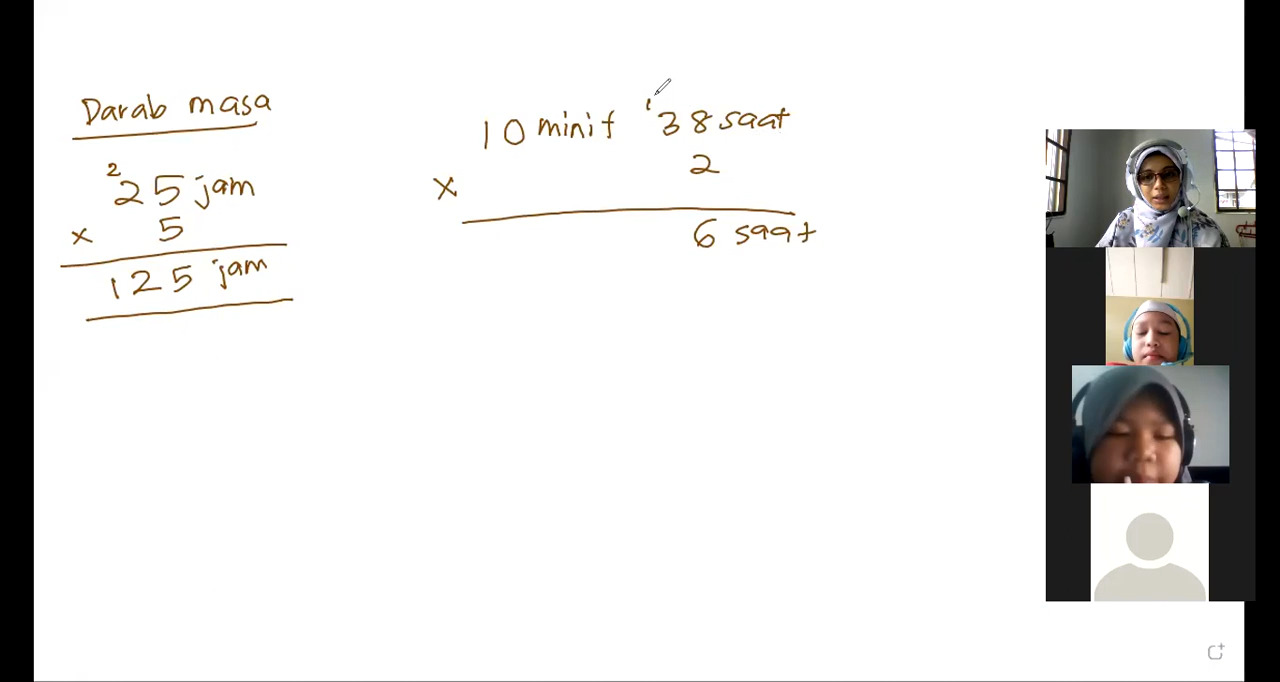 Darab masa
2
25 jam
x 5
125 jam
10 minit 1 38 saat
x 2
6 saat